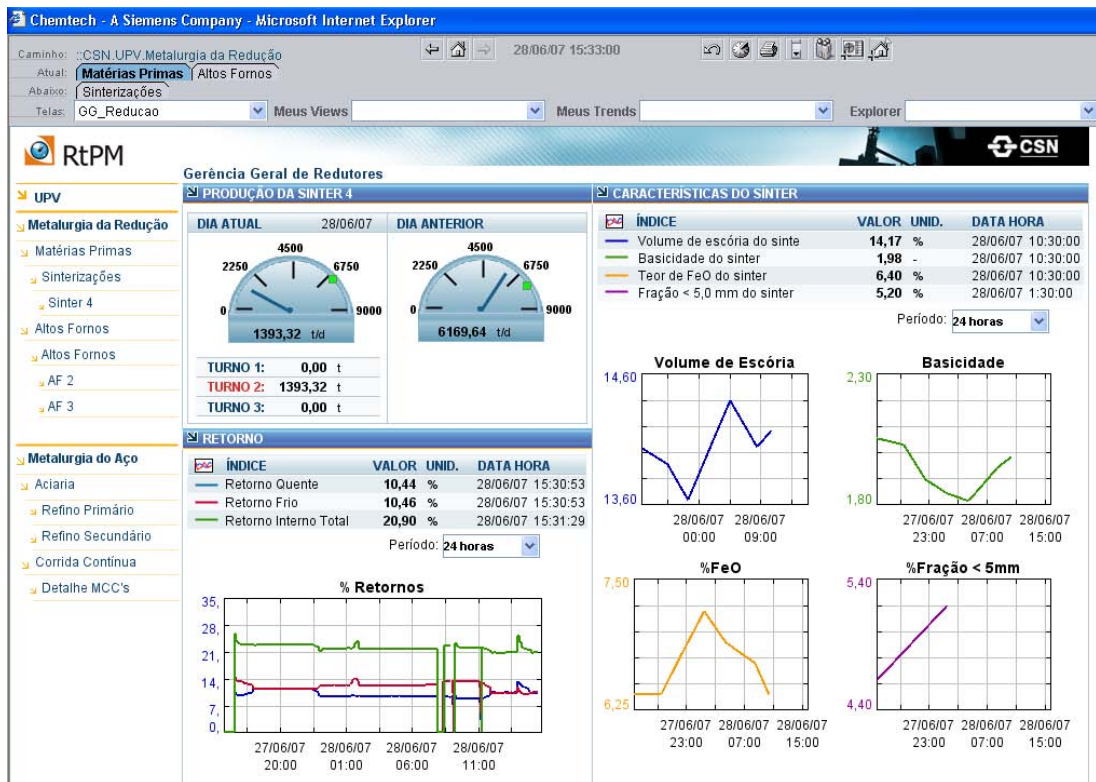 Chemtech - A Siemens Company - Microsoft Internet Explorer
Caminho: ::CSN.UPV.Metalurgia da Redução
28/06/07 15:33:00
Atual: Matérias Primas Altos Fornos
Abaixo: Sinterizações
Telas: GG_Reducao Meus Views Meus Trends Explorer
RtPM
CSN
Gerência Geral de Redutores
UPV
Metalurgia da Redução
Matérias Primas
Sinterizações
Sinter 4
Altos Fornos
Altos Fornos
AF 2
AF 3
Metalurgia do Aço
Aciaria
Refino Primário
Refino Secundário
Corrida Contínua
Detalhe MCC's
PRODUÇÃO DA SINTER 4
DIA ATUAL 28/06/07
4500
2250 6750
0 9000
1393,32 t/d
DIA ANTERIOR
4500
2250 6750
0 9000
6169,64 t/d
TURNO 1: 0,00 t
TURNO 2: 1393,32 t
TURNO 3: 0,00 t
RETORNO
ÍNDICE VALOR UNID. DATA HORA
Retorno Quente 10,44 % 28/06/07 15:30:53
Retorno Frio 10,46 % 28/06/07 15:30:53
Retorno Interno Total 20,90 % 28/06/07 15:31:29
Período: 24 horas
% Retornos
35,
28,
21,
14,
7,
0,
27/06/07 28/06/07 28/06/07 28/06/07
20:00 01:00 06:00 11:00
CARACTERÍSTICAS DO SÍNTER
ÍNDICE VALOR UNID. DATA HORA
Volume de escória do sinte 14,17 % 28/06/07 10:30:00
Basicidade do sinter 1,98 - 28/06/07 10:30:00
Teor de FeO do sinter 6,40 % 28/06/07 10:30:00
Fração < 5,0 mm do sinter 5,20 % 28/06/07 1:30:00
Período: 24 horas
Volume de Escória
14,60
13,60
28/06/07 28/06/07
00:00 09:00
Basicidade
2,30
1,80
27/06/07 28/06/07 28/06/07
23:00 07:00 15:00
%FeO
7,50
6,25
27/06/07 28/06/07 28/06/07
23:00 07:00 15:00
%Fração < 5mm
5,40
4,40
27/06/07 28/06/07 28/06/07
23:00 07:00 15:00